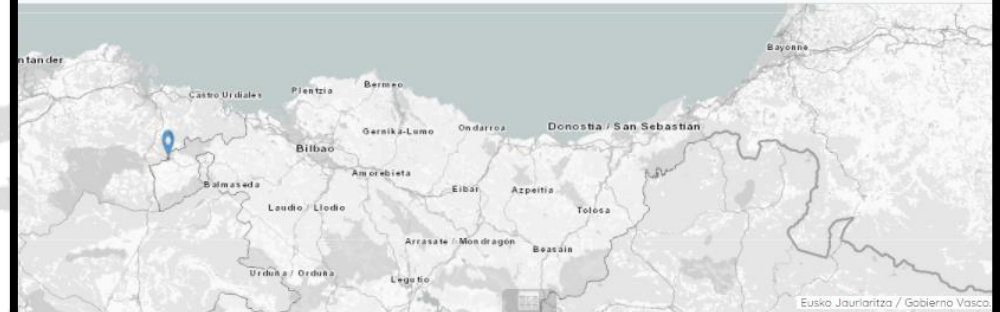 ntander
Bayonne
Castro Urdiales
Plentzia
Bermeo
Gernika-Lumo
Ondarroa
Donostia / San Sebastian
Bilbao
Amorebieta
Balmaseda
Eibar
Azpeitia
Laudio / Llodio
Tolosa
Arrasate / Mondragón
Beasain
Urduña / Orduña
Legutio
Eusko Jaurlaritza / Gobierno Vasco.